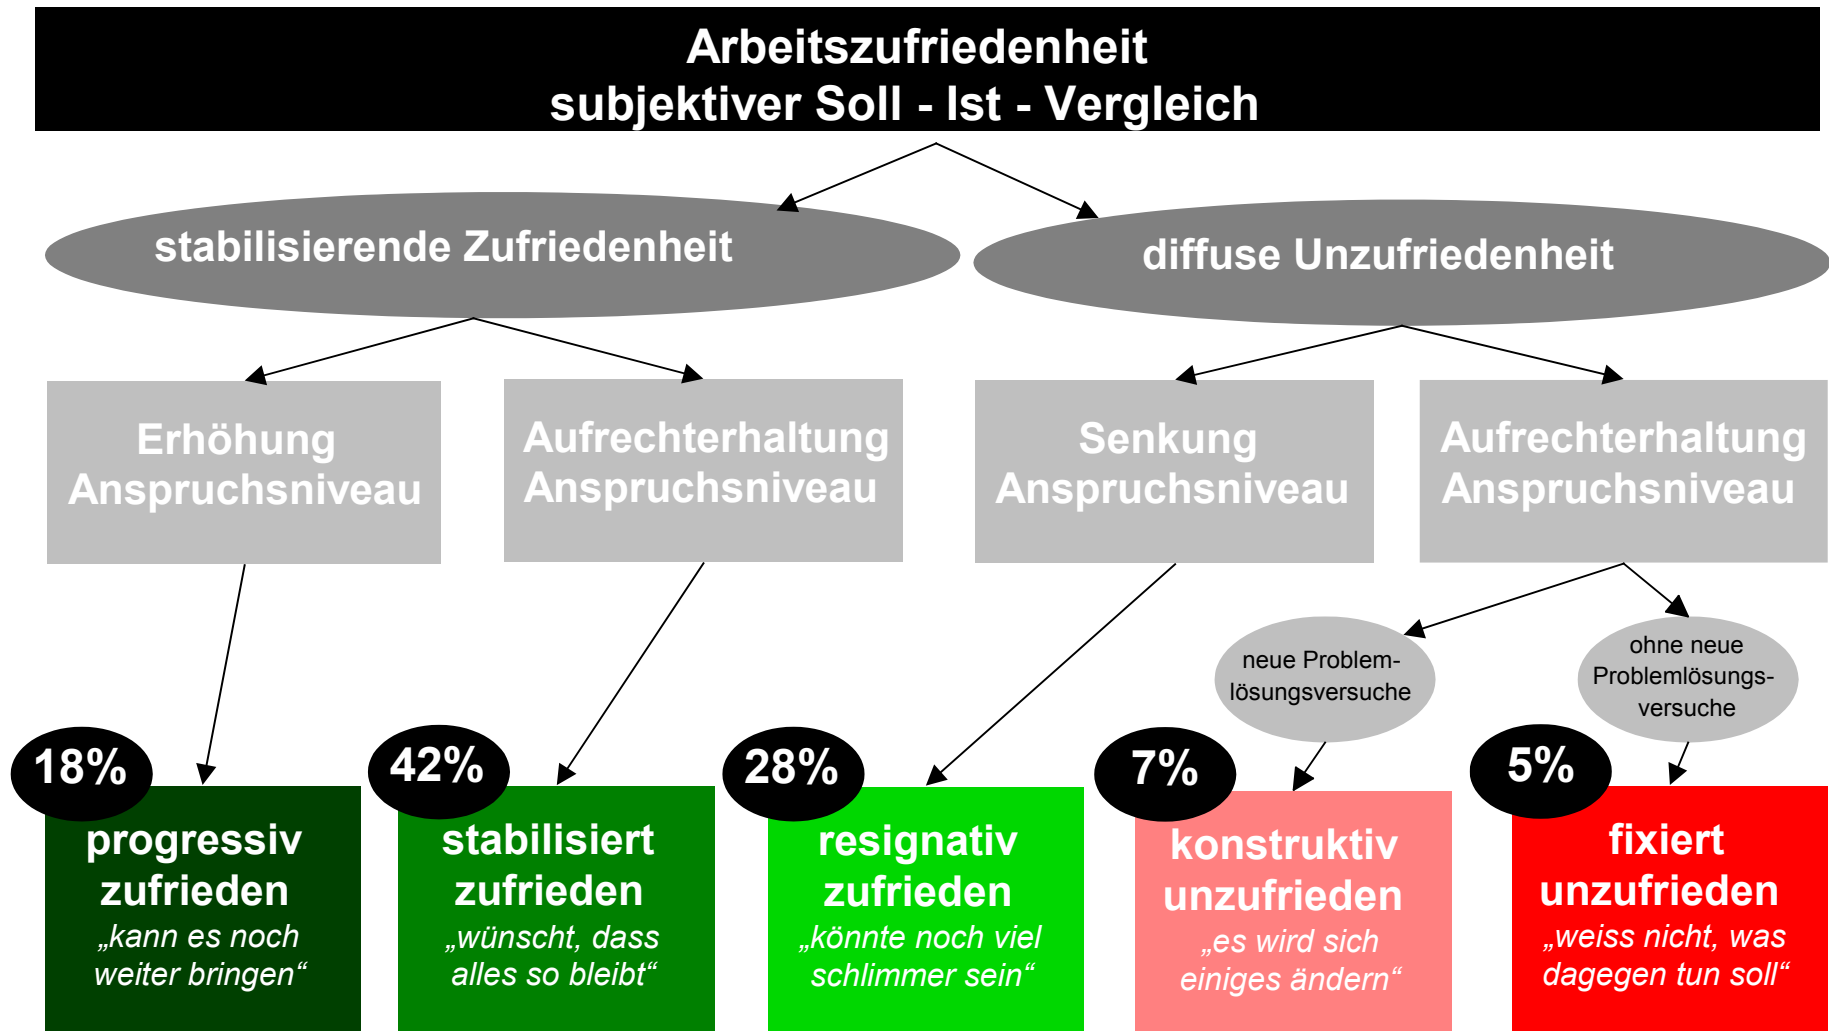 Arbeitszufriedenheit
subjektiver Soll - Ist - Vergleich
stabilisierende Zufriedenheit
diffuse Unzufriedenheit
Erhöhung
Anspruchsniveau
Aufrechterhaltung
Anspruchsniveau
Senkung
Anspruchsniveau
Aufrechterhaltung
Anspruchsniveau
neue Problem-
lösungsversuche
ohne neue
Problemlösungs-
versuche
18%
progressiv
zufrieden
„kann es noch
weiter bringen“
42%
stabilisiert
zufrieden
„wünscht, dass
alles so bleibt“
28%
resignativ
zufrieden
„könnte noch viel
schlimmer sein“
7%
konstruktiv
unzufrieden
„es wird sich
einiges ändern“
5%
fixiert
unzufrieden
„weiss nicht, was
dagegen tun soll“